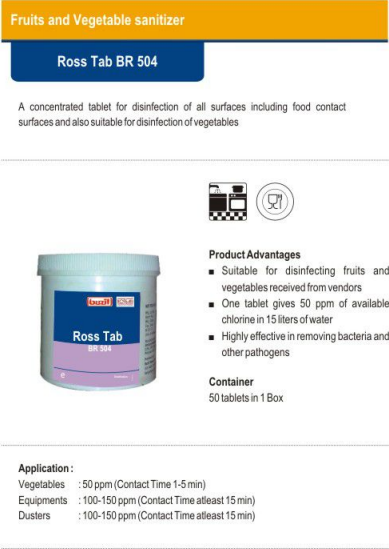 Fruits and Vegetable sanitizer
Ross Tab BR 504
A concentrated tablet for disinfection of all surfaces including food contact
surfaces and also suitable for disinfection of vegetables
Product Advantages
■ Suitable for disinfecting fruits and
vegetables received from vendors
■ One tablet gives 50 ppm of available
chlorine in 15 liters of water
■ Highly effective in removing bacteria and
other pathogens
buzil
Ross Tab
BR 504
Container
50 tablets in 1 Box
Application :
Vegetables : 50 ppm (Contact Time 1-5 min)
Equipments : 100-150 ppm (Contact Time atleast 15 min)
Dusters : 100-150 ppm (Contact Time atleast 15 min)